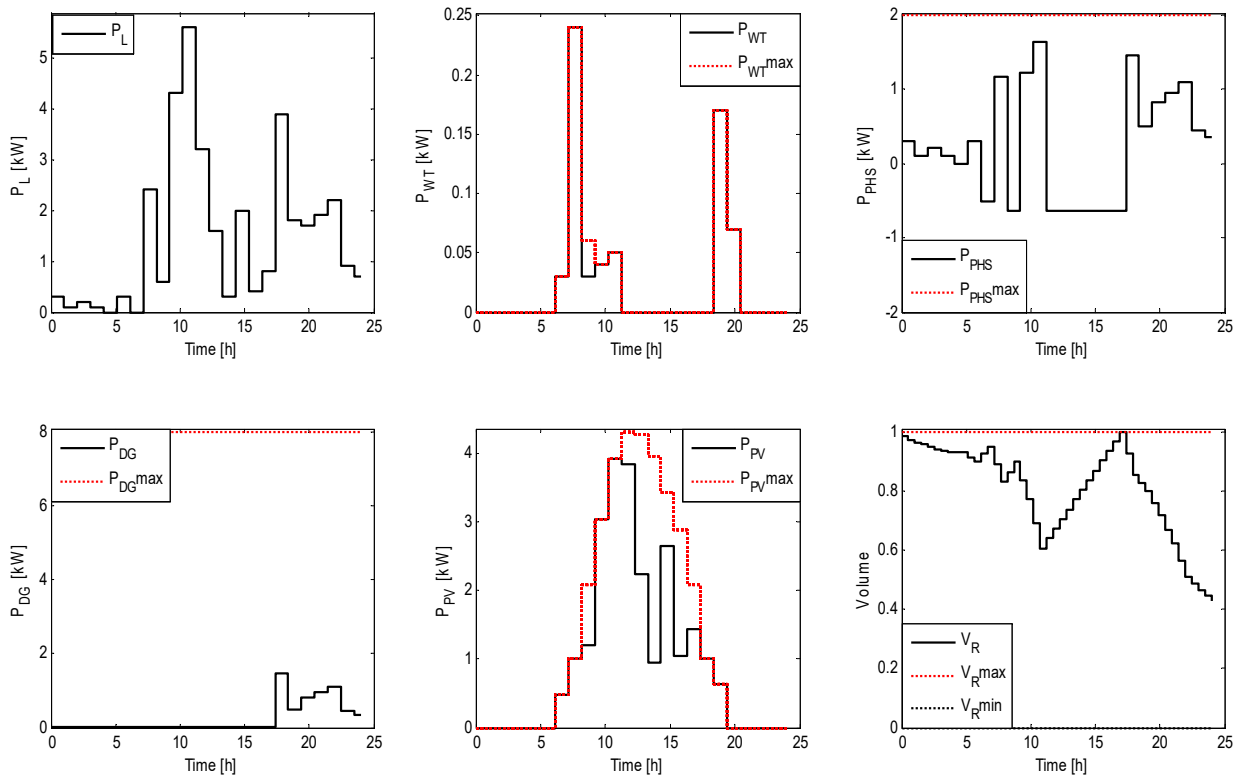 P_L
P_L [kW]
5
4
3
2
1
0
0 5 10 15 20 25
Time [h]
P_WT
P_WTmax
P_WT [kW]
0.25
0.20
0.15
0.10
0.05
0
0 5 10 15 20 25
Time [h]
P_PHS
P_PHSmax
P_PHS [kW]
2
1
0
-1
-2
0 5 10 15 20 25
Time [h]
P_DG
P_DGmax
P_DG [kW]
8
6
4
2
0
0 5 10 15 20 25
Time [h]
P_PV
P_PVmax
P_PV [kW]
4
3
2
1
0
0 5 10 15 20 25
Time [h]
V_R
V_Rmax
V_Rmin
Volume
1
0.8
0.6
0.4
0.2
0
0 5 10 15 20 25
Time [h]